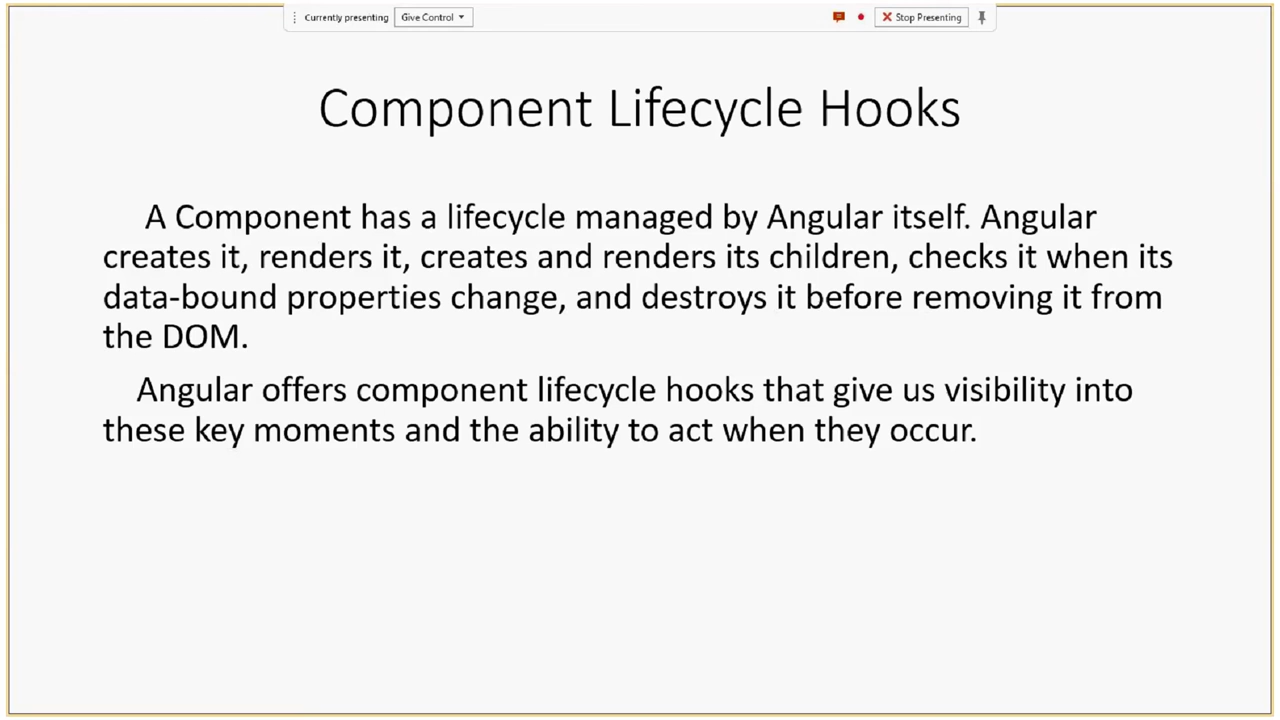 Currently presenting Give Control Stop Presenting
Component Lifecycle Hooks
A Component has a lifecycle managed by Angular itself. Angular
creates it, renders it, creates and renders its children, checks it when its
data-bound properties change, and destroys it before removing it from
the DOM.
Angular offers component lifecycle hooks that give us visibility into
these key moments and the ability to act when they occur.